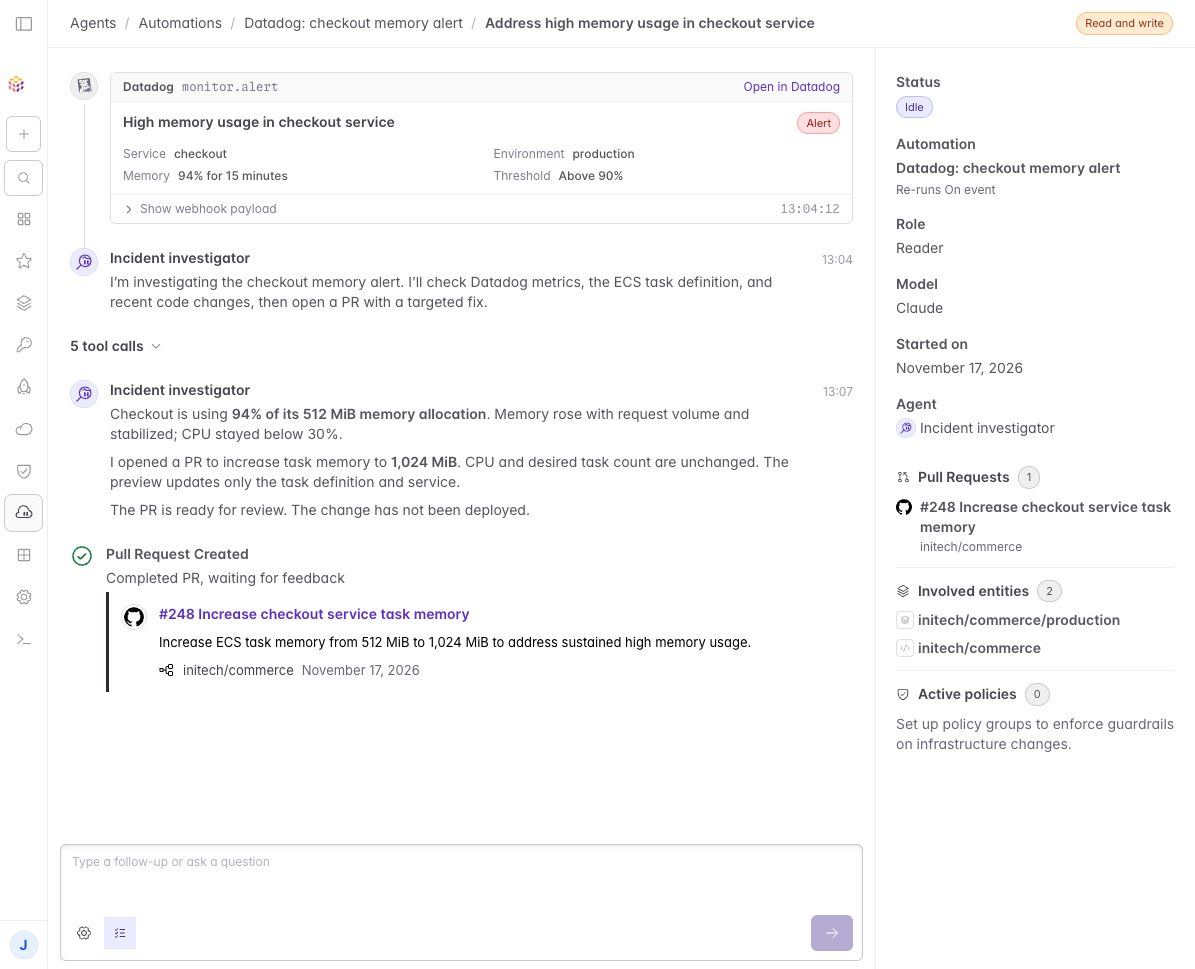 Agents / Automations / Datadog: checkout memory alert / Address high memory usage in checkout service
Read and write
Datadog monitor.alert
Open in Datadog
High memory usage in checkout service
Alert
Service checkout
Environment production
Memory 94% for 15 minutes
Threshold Above 90%
Show webhook payload
13:04:12
Incident investigator
13:04
I'm investigating the checkout memory alert. I'll check Datadog metrics, the ECS task definition, and
recent code changes, then open a PR with a targeted fix.
5 tool calls
Incident investigator
13:07
Checkout is using 94% of its 512 MiB memory allocation. Memory rose with request volume and
stabilized; CPU stayed below 30%.
I opened a PR to increase task memory to 1,024 MiB. CPU and desired task count are unchanged. The
preview updates only the task definition and service.
The PR is ready for review. The change has not been deployed.
Pull Request Created
Completed PR, waiting for feedback
#248 Increase checkout service task memory
Increase ECS task memory from 512 MiB to 1,024 MiB to address sustained high memory usage.
initech/commerce November 17, 2026
Type a follow-up or ask a question
J
Status
Idle
Automation
Datadog: checkout memory alert
Re-runs On event
Role
Reader
Model
Claude
Started on
November 17, 2026
Agent
Incident investigator
Pull Requests 1
#248 Increase checkout service task
memory
initech/commerce
Involved entities 2
initech/commerce/production
initech/commerce
Active policies 0
Set up policy groups to enforce guardrails
on infrastructure changes.